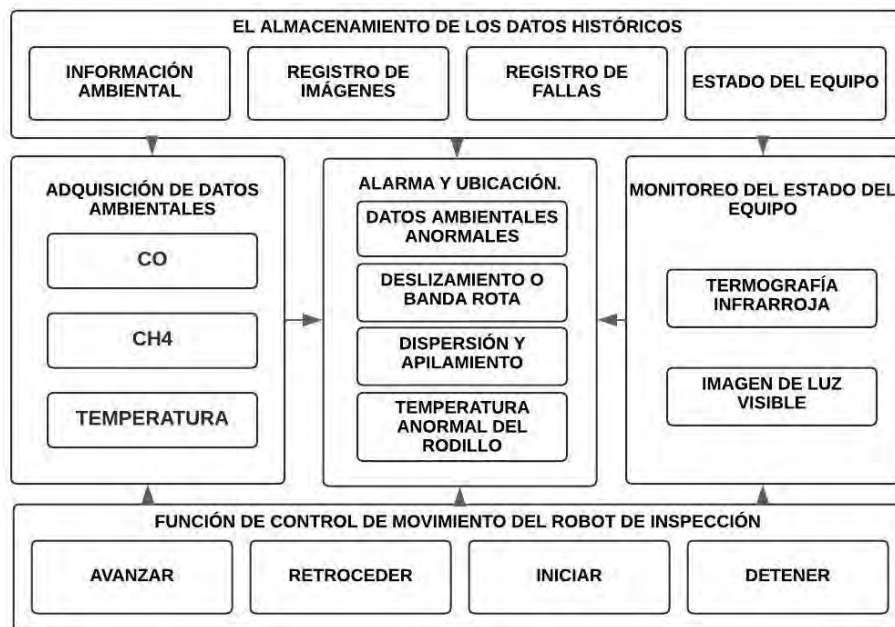 EL ALMACENAMIENTO DE LOS DATOS HISTÓRICOS
INFORMACIÓN
AMBIENTAL
REGISTRO DE
IMÁGENES
REGISTRO DE
FALLAS
ESTADO DEL EQUIPO
ADQUISICIÓN DE DATOS
AMBIENTALES
CO
CH4
TEMPERATURA
ALARMA Y UBICACIÓN.
DATOS AMBIENTALES
ANORMALES
DESLIZAMIENTO O
BANDA ROTA
DISPERSIÓN Y
APILAMIENTO
TEMPERATURA
ANORMAL DEL
RODILLO
MONITOREO DEL ESTADO DEL
EQUIPO
TERMOGRAFÍA
INFRARROJA
IMAGEN DE LUZ
VISIBLE
FUNCIÓN DE CONTROL DE MOVIMIENTO DEL ROBOT DE INSPECCIÓN
AVANZAR
RETROCEDER
INICIAR
DETENER